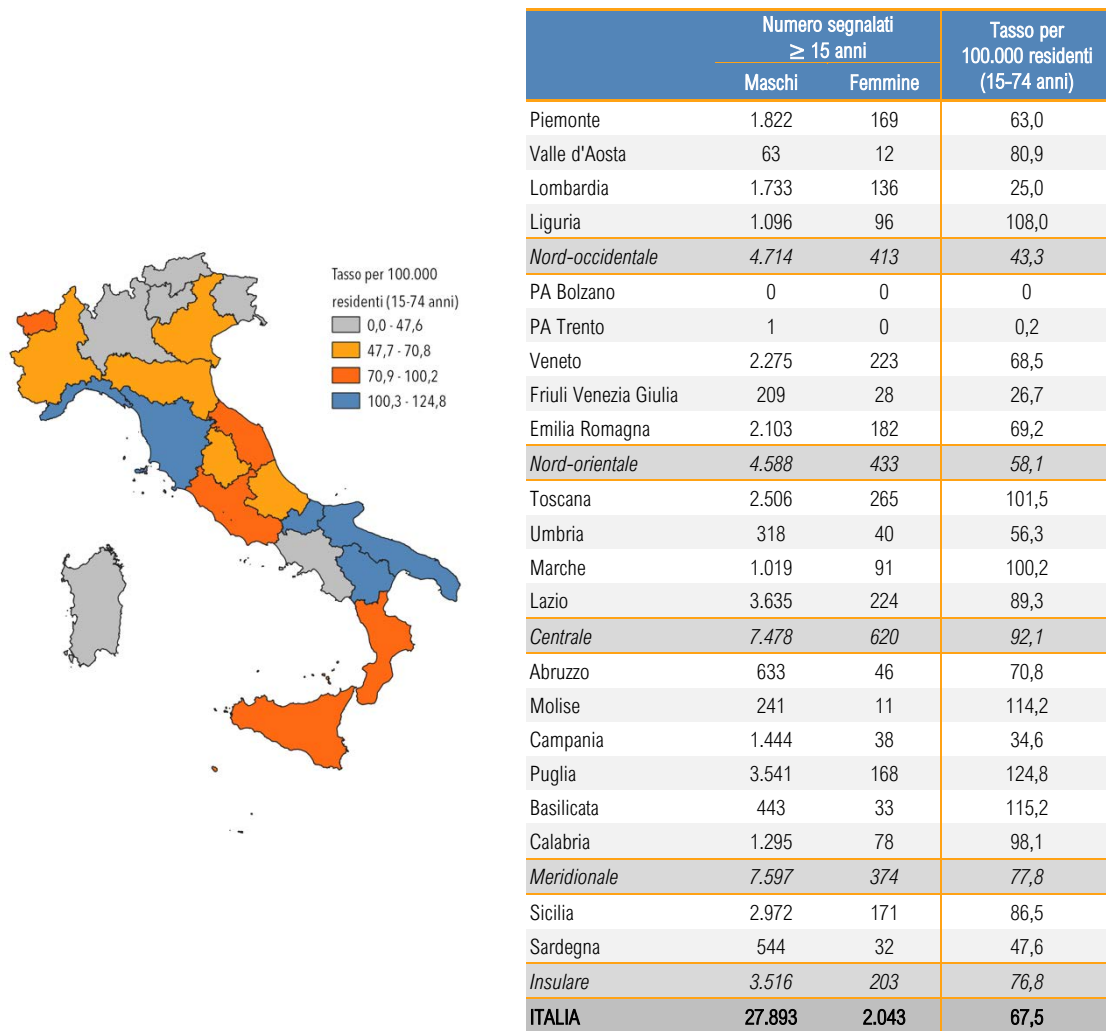 Tasso per 100.000
residenti (15-74 anni)
0,0 - 47,6
47,7 - 70,8
70,9 - 100,2
100,3 - 124,8
Numero segnalati
≥ 15 anni
Tasso per
100.000 residenti
(15-74 anni)
Maschi Femmine
Piemonte 1.822 169 63,0
Valle d'Aosta 63 12 80,9
Lombardia 1.733 136 25,0
Liguria 1.096 96 108,0
Nord-occidentale 4.714 413 43,3
PA Bolzano 0 0 0
PA Trento 1 0 0,2
Veneto 2.275 223 68,5
Friuli Venezia Giulia 209 28 26,7
Emilia Romagna 2.103 182 69,2
Nord-orientale 4.588 433 58,1
Toscana 2.506 265 101,5
Umbria 318 40 56,3
Marche 1.019 91 100,2
Lazio 3.635 224 89,3
Centrale 7.478 620 92,1
Abruzzo 633 46 70,8
Molise 241 11 114,2
Campania 1.444 38 34,6
Puglia 3.541 168 124,8
Basilicata 443 33 115,2
Calabria 1.295 78 98,1
Meridionale 7.597 374 77,8
Sicilia 2.972 171 86,5
Sardegna 544 32 47,6
Insulare 3.516 203 76,8
ITALIA 27.893 2.043 67,5